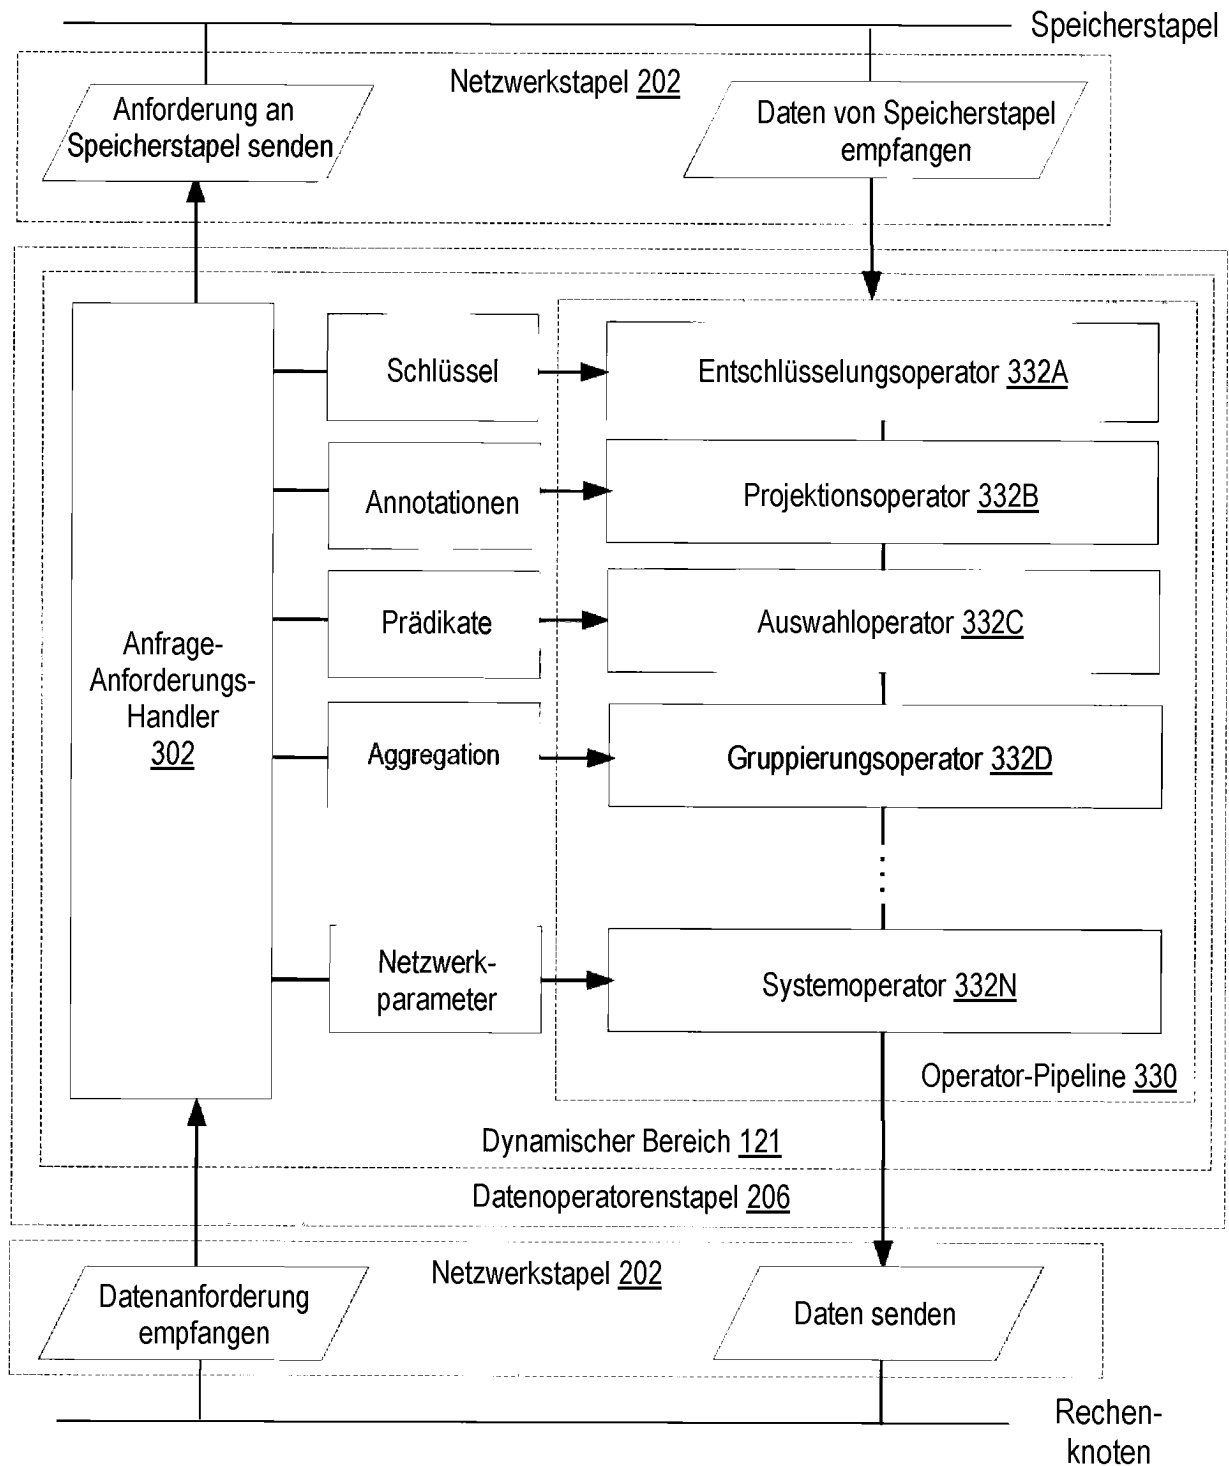 Speicherstapel
Netzwerkstapel 202
Anforderung an
Speicherstapel senden
Daten von Speicherstapel
empfangen
Schlüssel
Entschlüsselungsoperator 332A
Annotationen
Projektionsoperator 332B
Prädikate
Auswahloperator 332C
Anfrage-
Anforderungs-
Handler
302
Aggregation
Gruppierungsoperator 332D
Netzwerk-
parameter
Systemoperator 332N
Operator-Pipeline 330
Dynamischer Bereich 121
Datenoperatorenstapel 206
Netzwerkstapel 202
Datenanforderung
empfangen
Daten senden
Rechen-
knoten